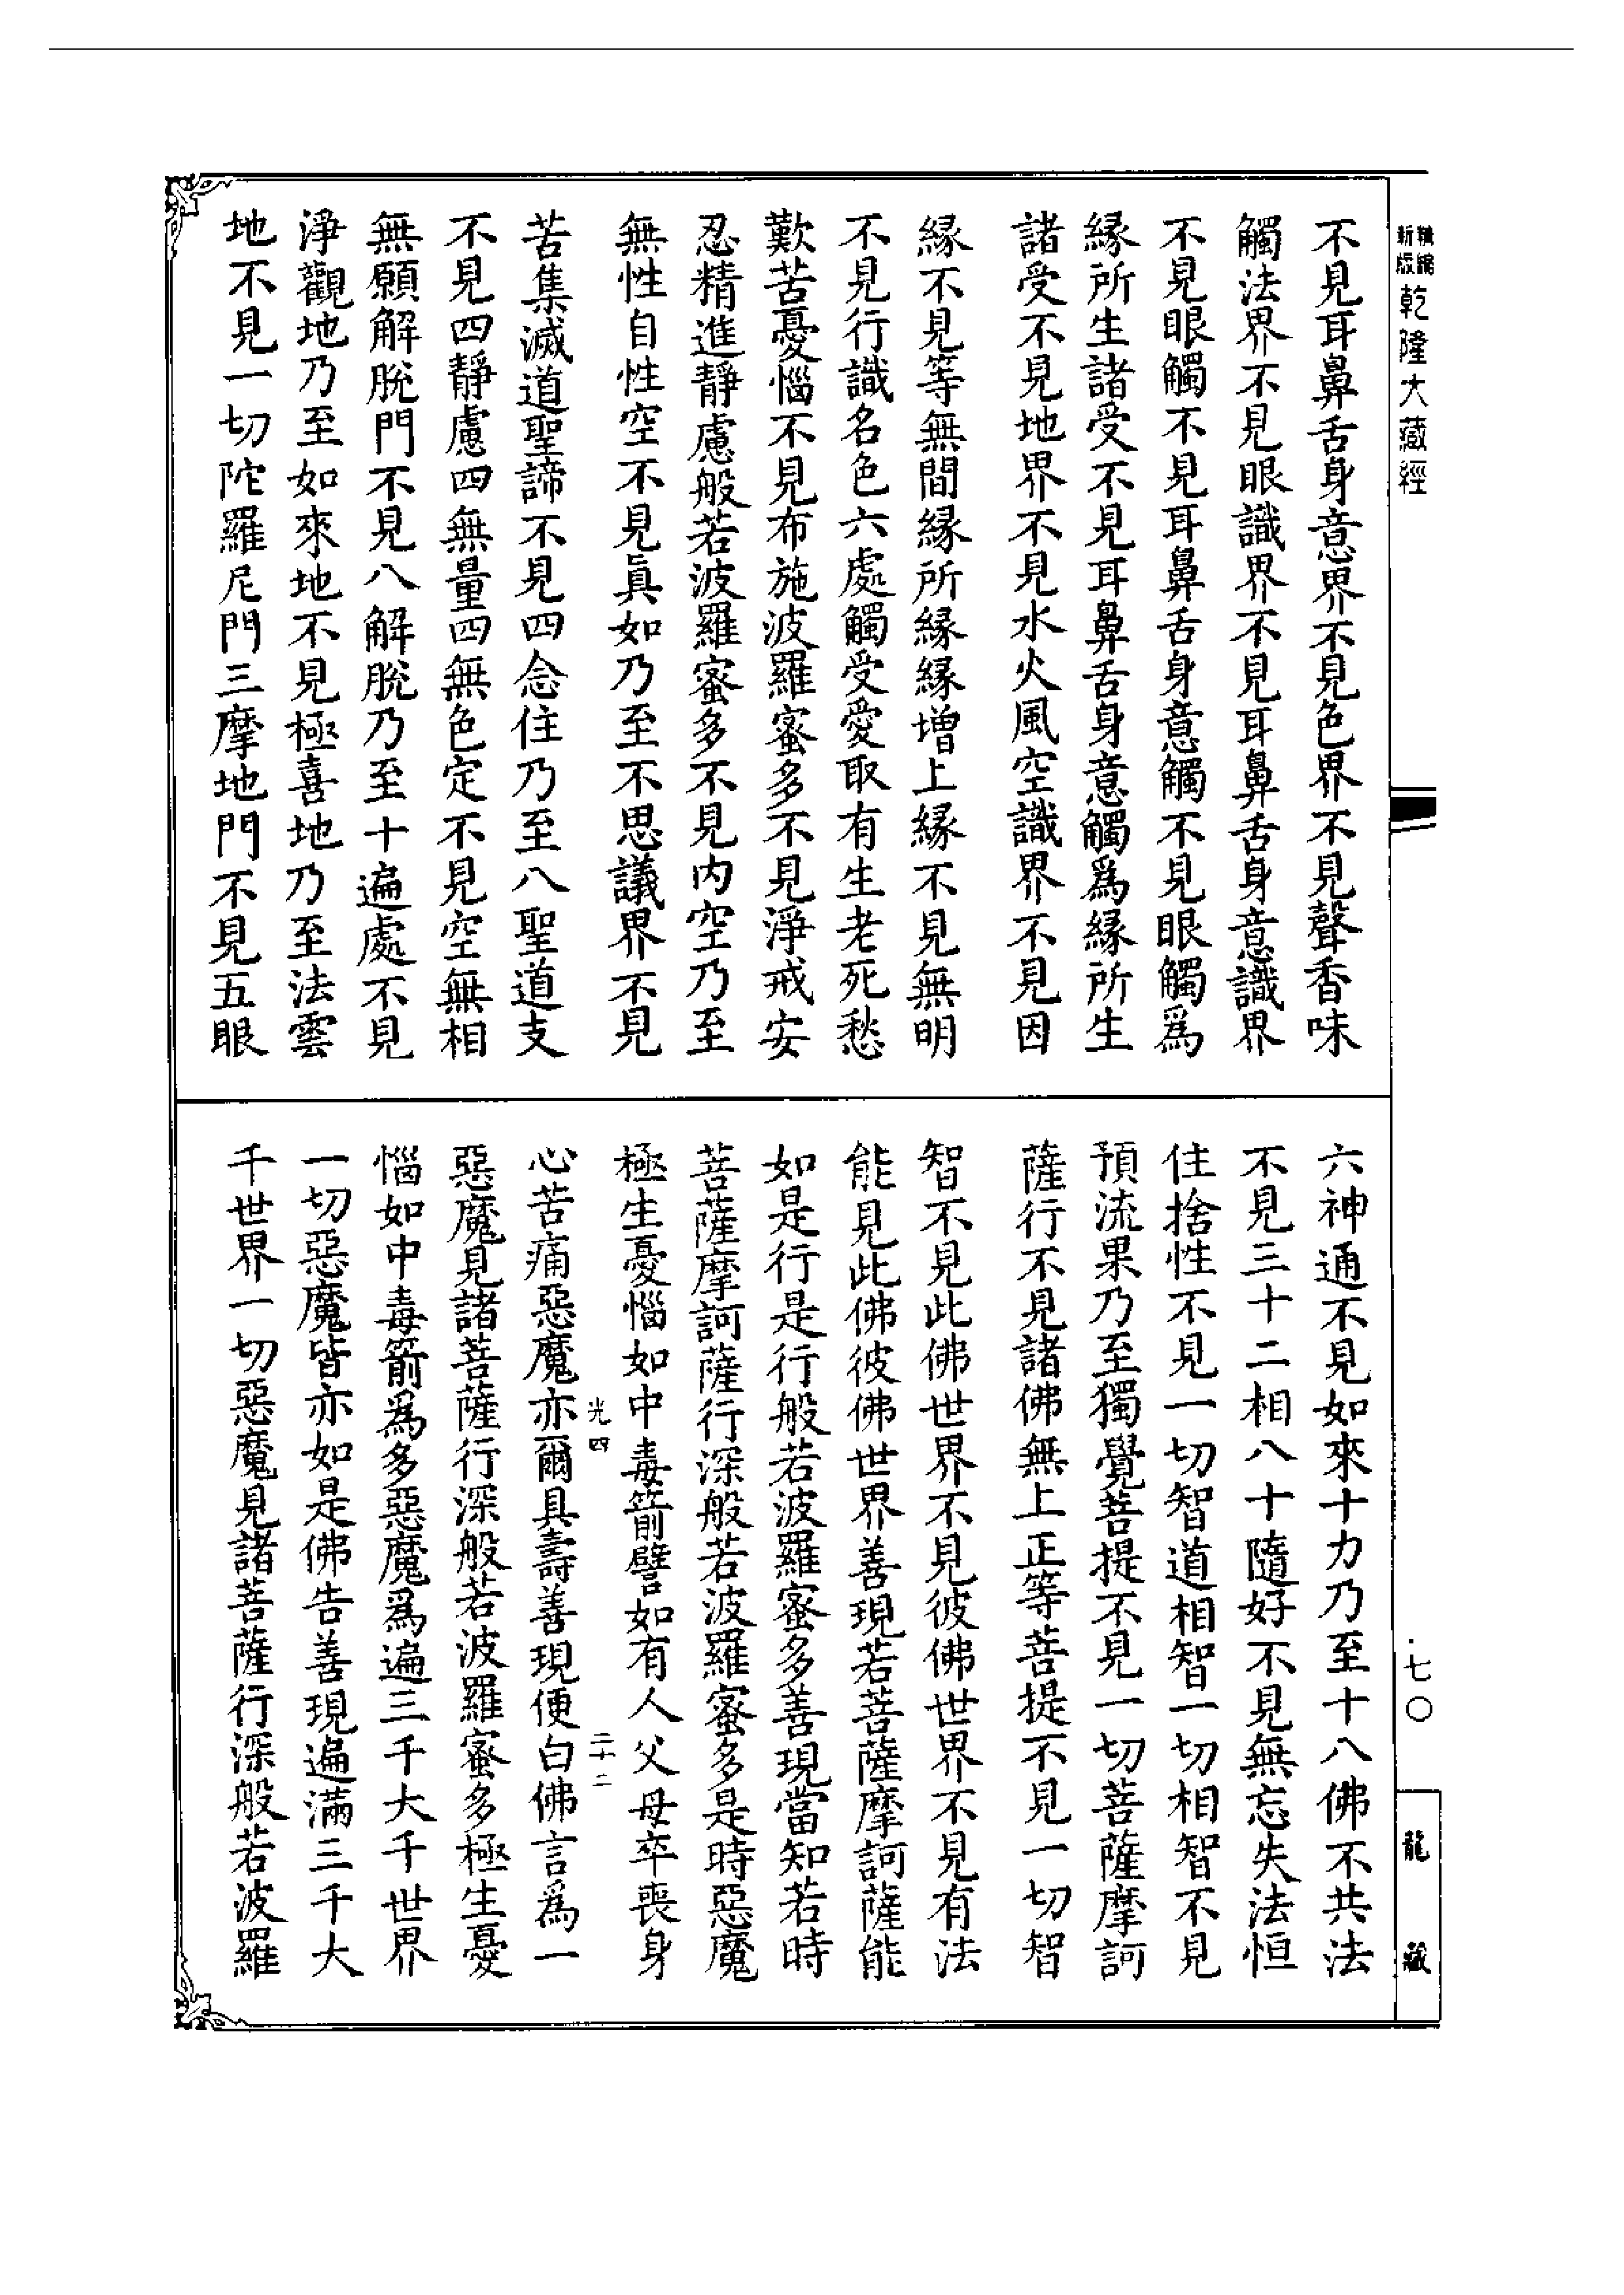 精編新版乾隆大藏經
七〇
龍藏
不見耳鼻舌身意界不見色界不見聲香味
觸法界不見眼識界不見耳鼻舌身意識界
不見眼觸不見耳鼻舌身意觸不見眼觸爲
緣所生諸受不見耳鼻舌身意觸爲緣所生
諸受不見地界不見水火風空識界不見因
緣不見等無間緣所緣緣增上緣不見無明
不見行識名色六處觸受愛取有生老死愁
歎苦憂惱不見布施波羅蜜多不見淨戒安
忍精進靜慮般若波羅蜜多不見內空乃至
無性自性空不見眞如乃至不思議界不見
苦集滅道聖諦不見四念住乃至八聖道支
不見四靜慮四無量四無色定不見空無相
無願解脫門不見八解脫乃至十遍處不見
淨觀地乃至如來地不見極喜地乃至法雲
地不見一切陀羅尼門三摩地門不見五眼
六神通不見如來十力乃至十八佛不共法
不見三十二相八十隨好不見無忘失法恒
住捨性不見一切智道相智一切相智不見
預流果乃至獨覺菩提不見一切菩薩摩訶
薩行不見諸佛無上正等菩提不見一切智
智不見此佛世界不見彼佛世界不見有法
能見此佛彼佛世界善現若菩薩摩訶薩能
如是行是行般若波羅蜜多善現當知若時
菩薩摩訶薩行深般若波羅蜜多是時惡魔
極生憂惱如中毒箭譬如有人父母卒喪身
光四　二十二
心苦痛惡魔亦爾具壽善現便白佛言爲一
惡魔見諸菩薩行深般若波羅蜜多極生憂
惱如中毒箭爲多惡魔爲遍三千大千世界
一切惡魔皆亦如是佛告善現遍滿三千大
千世界一切惡魔見諸菩薩行深般若波羅